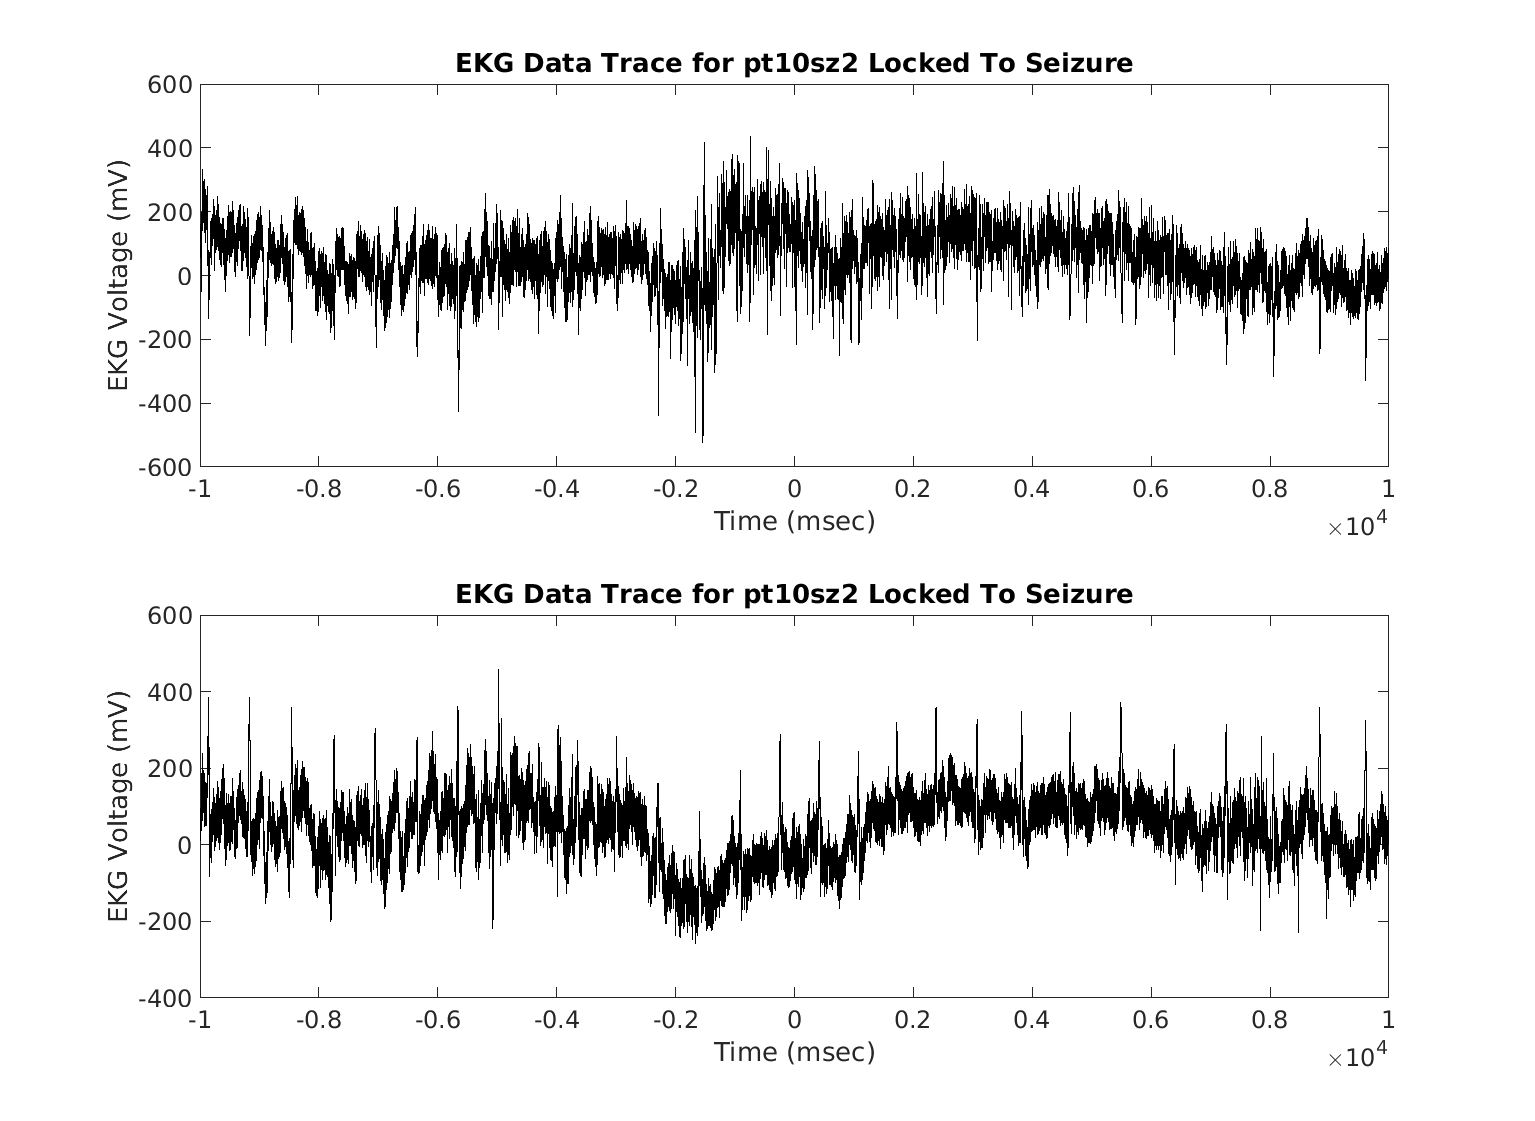 EKG Data Trace for pt10sz2 Locked To Seizure
600
400
200
0
-200
-400
-600
EKG Voltage (mV)
-1 -0.8 -0.6 -0.4 -0.2 0 0.2 0.4 0.6 0.8 1
Time (msec)
×10^4
EKG Data Trace for pt10sz2 Locked To Seizure
600
400
200
0
-200
-400
EKG Voltage (mV)
-1 -0.8 -0.6 -0.4 -0.2 0 0.2 0.4 0.6 0.8 1
Time (msec)
×10^4